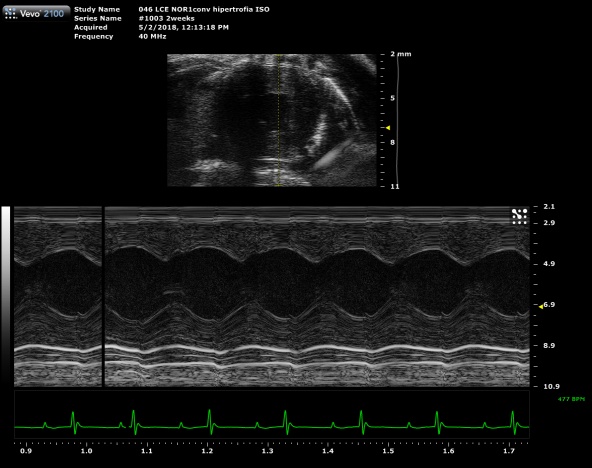 Vevo 2100
Study Name 046 LCE NOR1conv hipertrofia ISO
Series Name #1003 2weeks
Acquired 5/2/2018, 12:13:18 PM
Frequency 40 MHz
2 mm
5
8
11
2.1
2.9
4.9
6.9
8.9
10.9
477 BPM
0.9 1.0 1.1 1.2 1.3 1.4 1.5 1.6 1.7